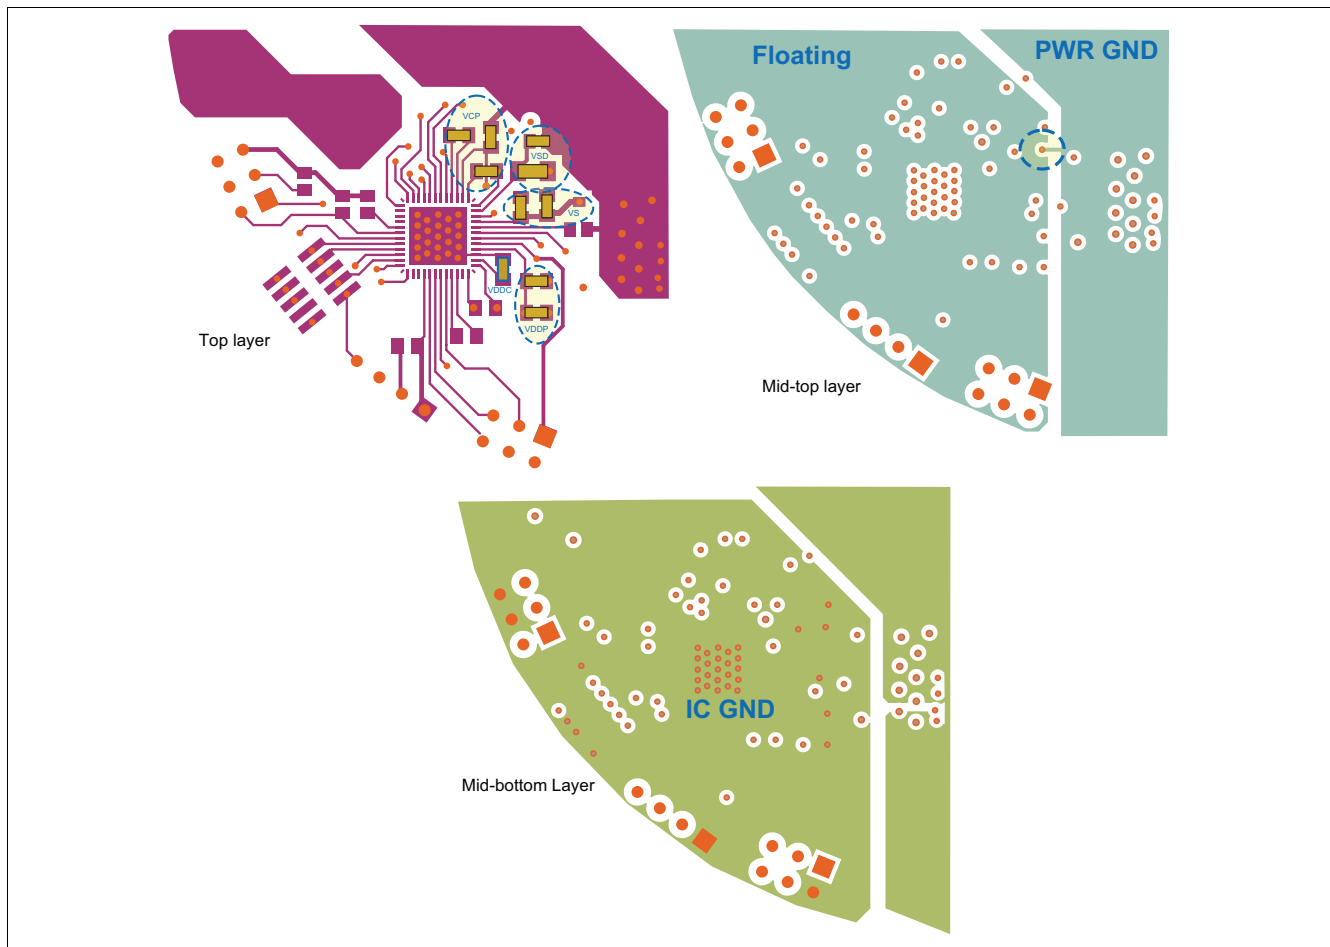 Floating
PWR GND
VCP
VSD
VS
VDDC
VDDP
Top layer
Mid-top layer
IC GND
Mid-bottom Layer